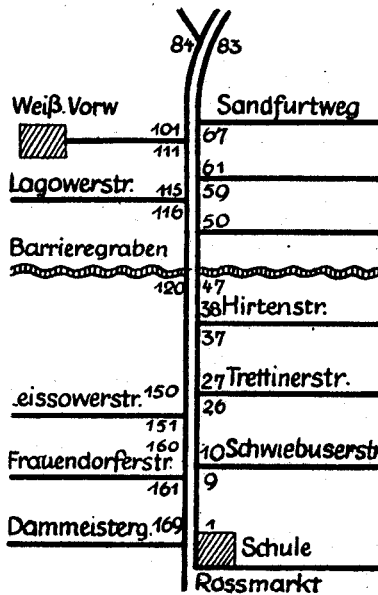 84 83
Weiß. Vorw 101 Sandfurtweg
111 67
61
Lagowerstr. 115 59
116 50
Barrieregraben
120 47
38 Hirtenstr.
37
27 Trettinerstr.
eissowerstr. 150 26
151
160 10 Schwiebuserstr
Frauendorferstr. 9
161
Dammeisterg. 169 1
Schule
Rossmarkt